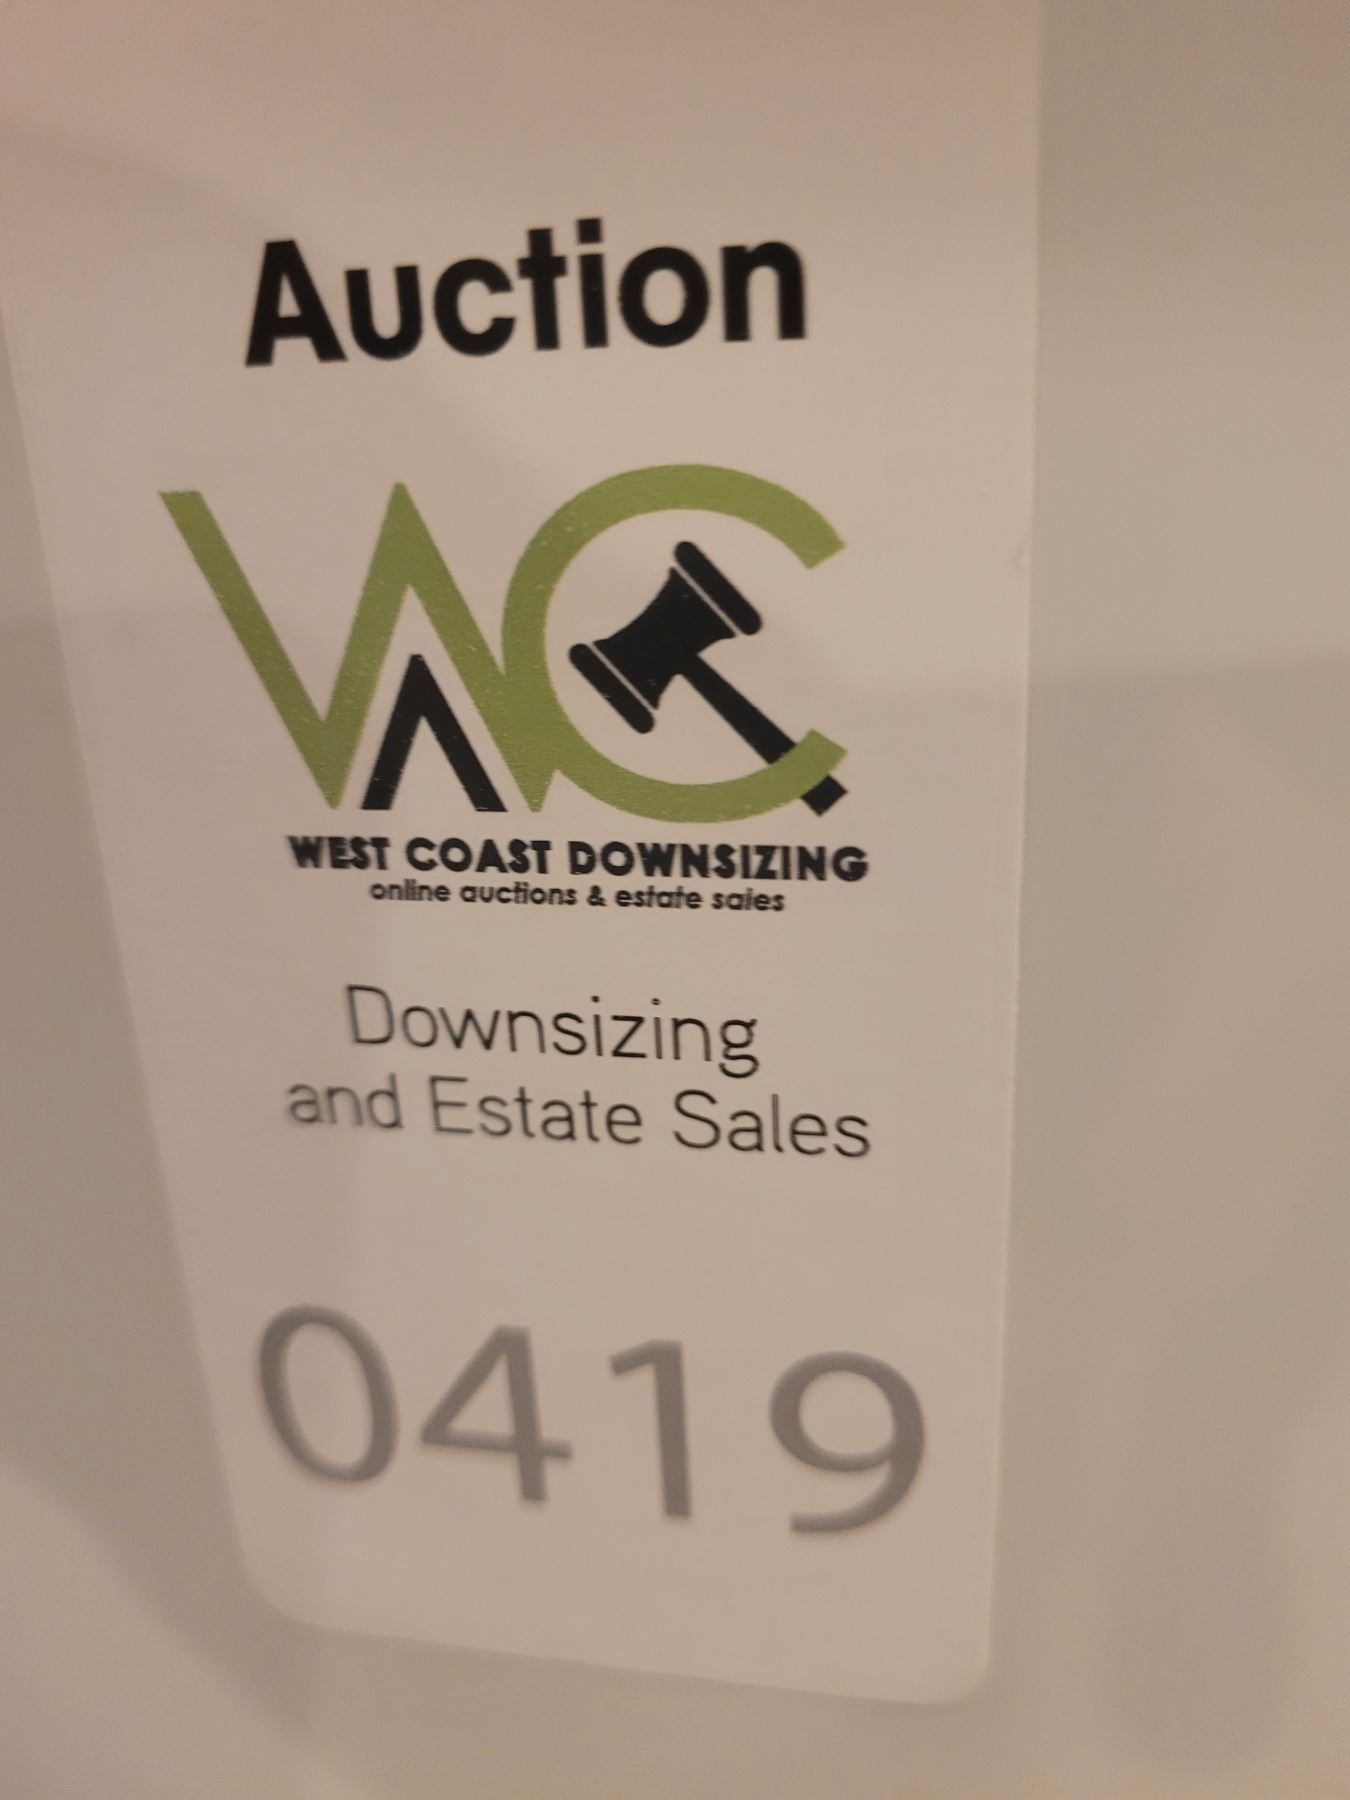 Auction
WC
WEST COAST DOWNSIZING
online auctions & estate sales
Downsizing
and Estate Sales
0419